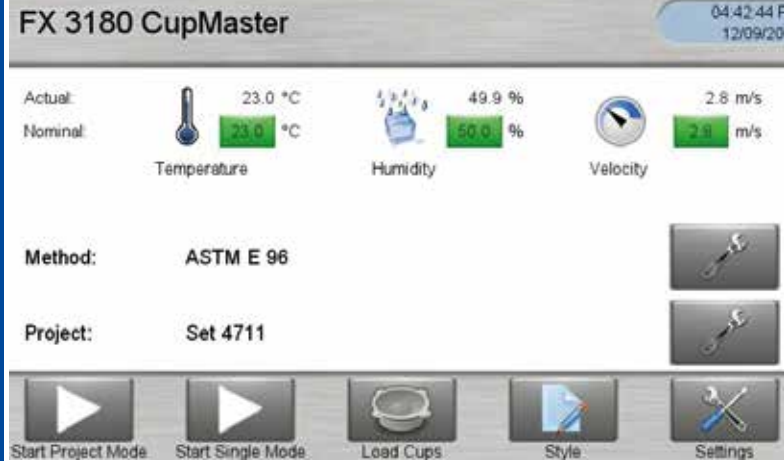 FX 3180 CupMaster
04:42:44 P
12/09/20
Actual: 23.0 °C 49.9 % 2.8 m/s
Nominal: 23.0 °C 50.0 % 2.8 m/s
Temperature Humidity Velocity
Method: ASTM E 96
Project: Set 4711
Start Project Mode Start Single Mode Load Cups Style Settings